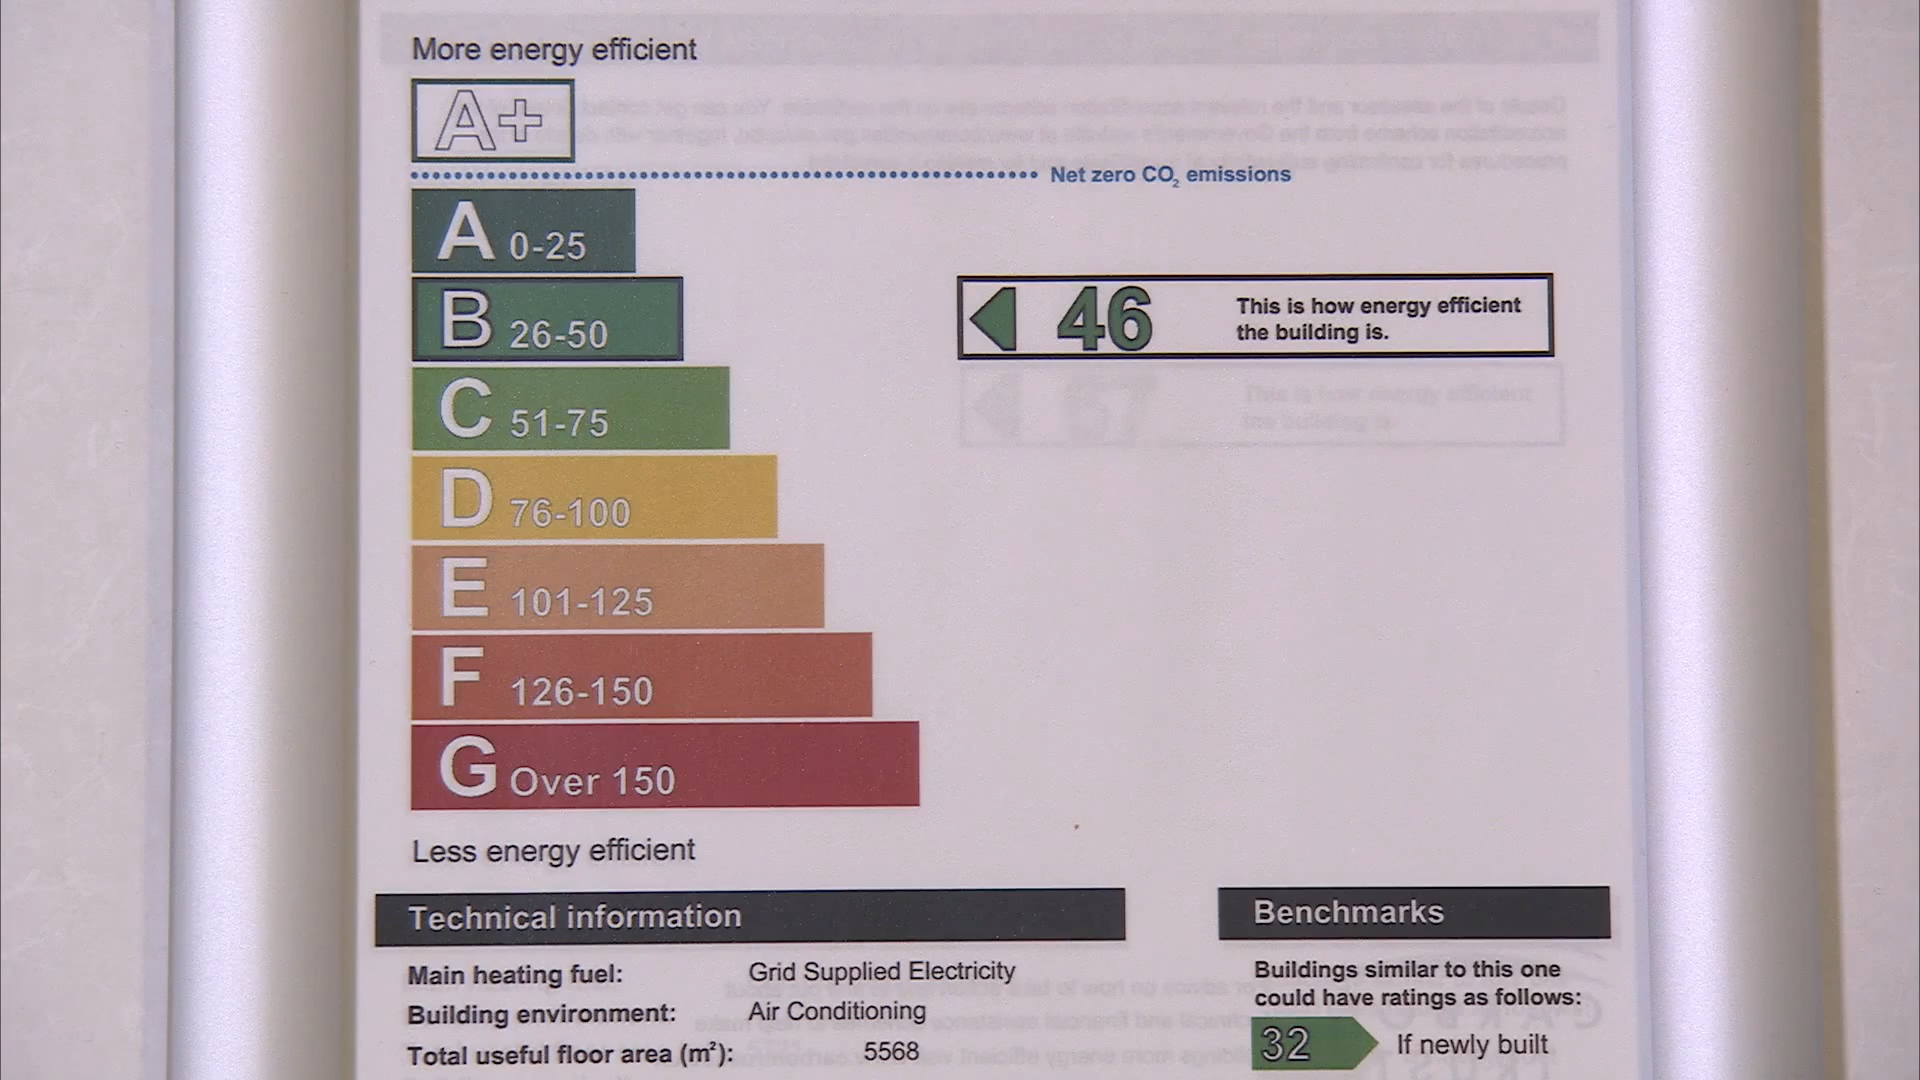 More energy efficient
A+
Net zero CO₂ emissions
A 0-25
B 26-50
46 This is how energy efficient
the building is.
C 51-75
D 76-100
E 101-125
F 126-150
G Over 150
Less energy efficient
Technical information
Main heating fuel: Grid Supplied Electricity
Building environment: Air Conditioning
Total useful floor area (m²): 5568
Benchmarks
Buildings similar to this one
could have ratings as follows:
32 If newly built